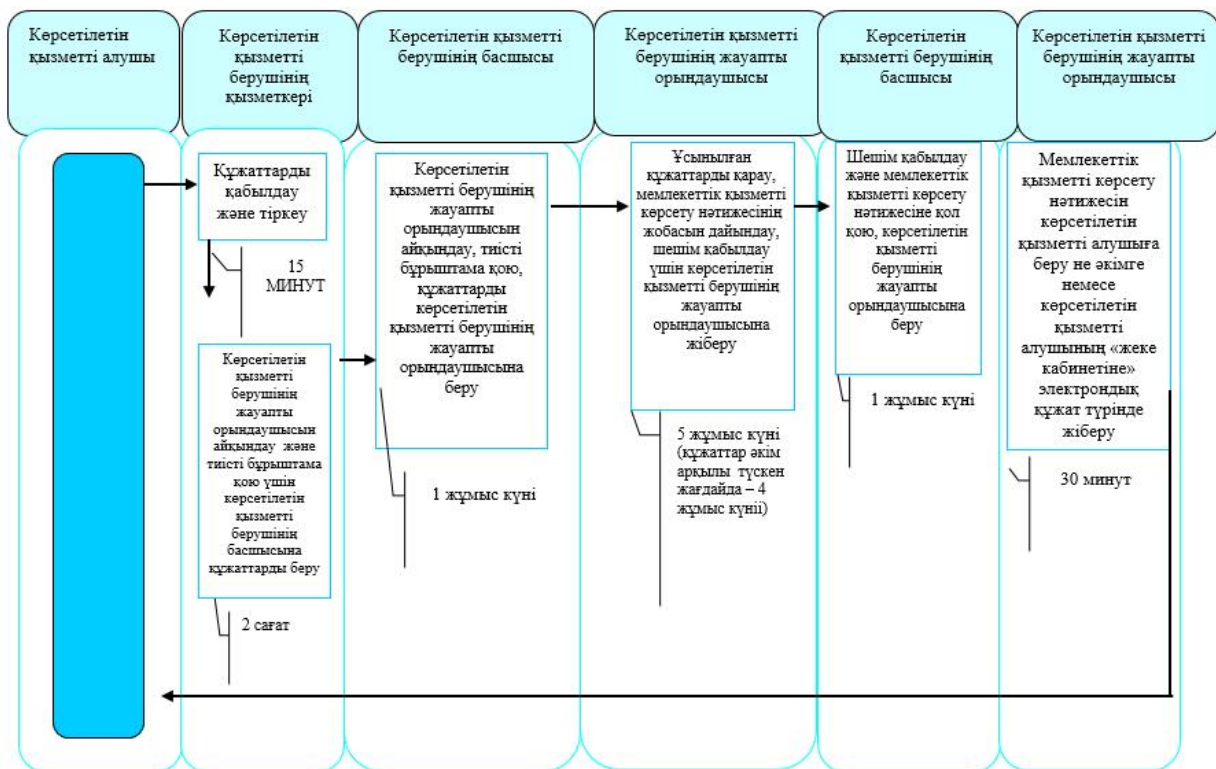 Көрсетілетін
қызметті алушы
Көрсетілетін
қызметті
берушінің
қызметкері
Көрсетілетін қызметті
берушінің басшысы
Көрсетілетін қызметті
берушінің жауапты
орындаушысы
Көрсетілетін
қызметті берушінің
басшысы
Көрсетілетін қызметті
берушінің жауапты
орындаушысы
Құжаттарды
қабылдау
және тіркеу
15
МИНУТ
Көрсетілетін
қызметті
берушінің
жауапты
орындаушысын
айқындау және
тиісті бұрыштама
қою үшін
көрсетілетін
қызметті
берушінің
басшысына
құжаттарды беру
2 сағат
Көрсетілетін
қызметті берушінің
жауапты
орындаушысын
айқындау, тиісті
бұрыштама қою,
құжаттарды
көрсетілетін
қызметті берушінің
жауапты
орындаушысына
беру
1 жұмыс күні
Ұсынылған
құжаттарды қарау,
мемлекеттік қызметті
көрсету нәтижесінің
жобасын дайындау,
шешім қабылдау
үшін көрсетілетін
қызметті берушінің
жауапты
орындаушысына
жіберу
5 жұмыс күні
(құжаттар әкім
арқылы түскен
жағдайда – 4
жұмыс күніі)
Шешім қабылдау
және мемлекеттік
қызметті көрсету
нәтижесіне қол
қою, көрсетілетін
қызметті
берушінің
жауапты
орындаушысына
беру
1 жұмыс күні
Мемлекеттік
қызметті көрсету
нәтижесін
көрсетілетін
қызметті алушыға
беру не әкімге
немесе
көрсетілетін
қызметті
алушының «жеке
кабинетіне»
электрондық
құжат түрінде
жіберу
30 минут